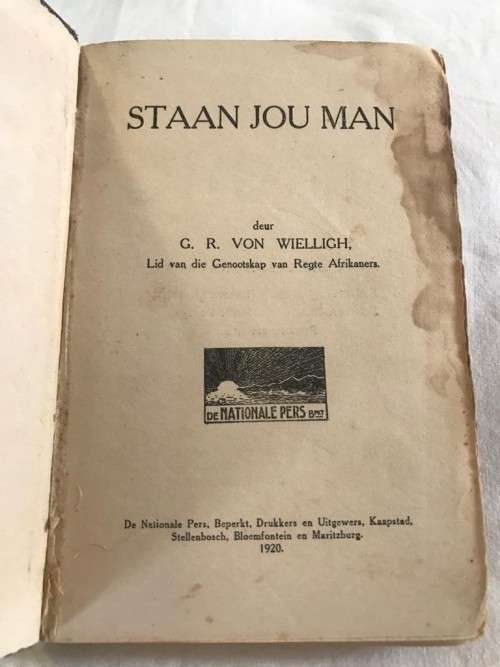 STAAN JOU MAN
deur
G. R. VON WIELLIGH,
Lid van die Genootskap van Regte Afrikaners.
DE NATIONALE PERS BPKT
De Nationale Pers, Beperkt, Drukkers en Uitgewers, Kaapstad,
Stellenbosch, Bloemfontein en Maritzburg.
1920.